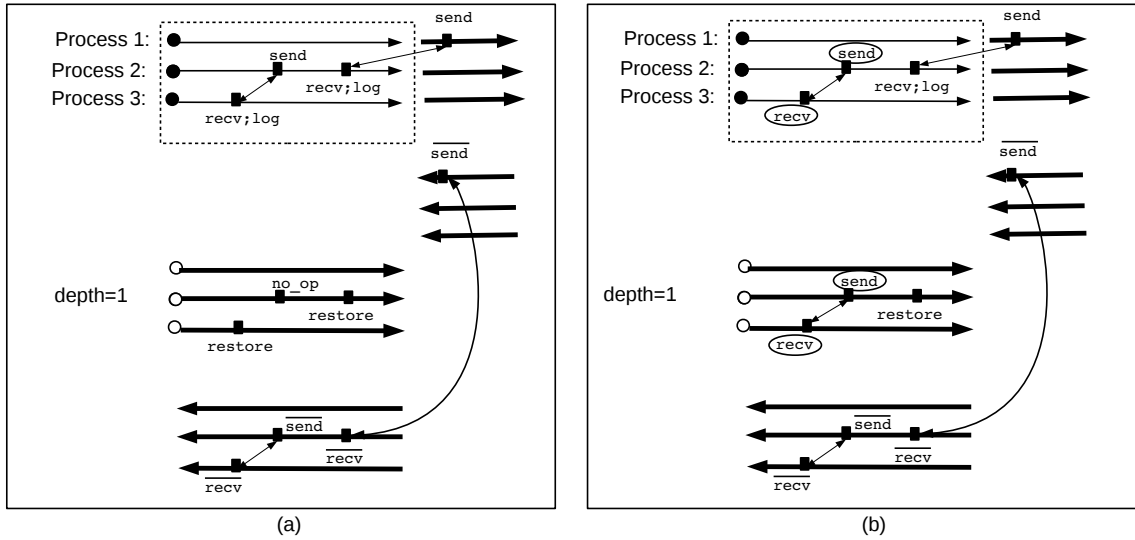 send
Process 1:
send
Process 2:
recv;log
Process 3:
recv;log
send
no_op
depth=1
restore
restore
send
recv
recv
(a)
send
Process 1:
send
Process 2:
recv;log
Process 3:
recv
send
send
depth=1
restore
recv
send
recv
recv
(b)